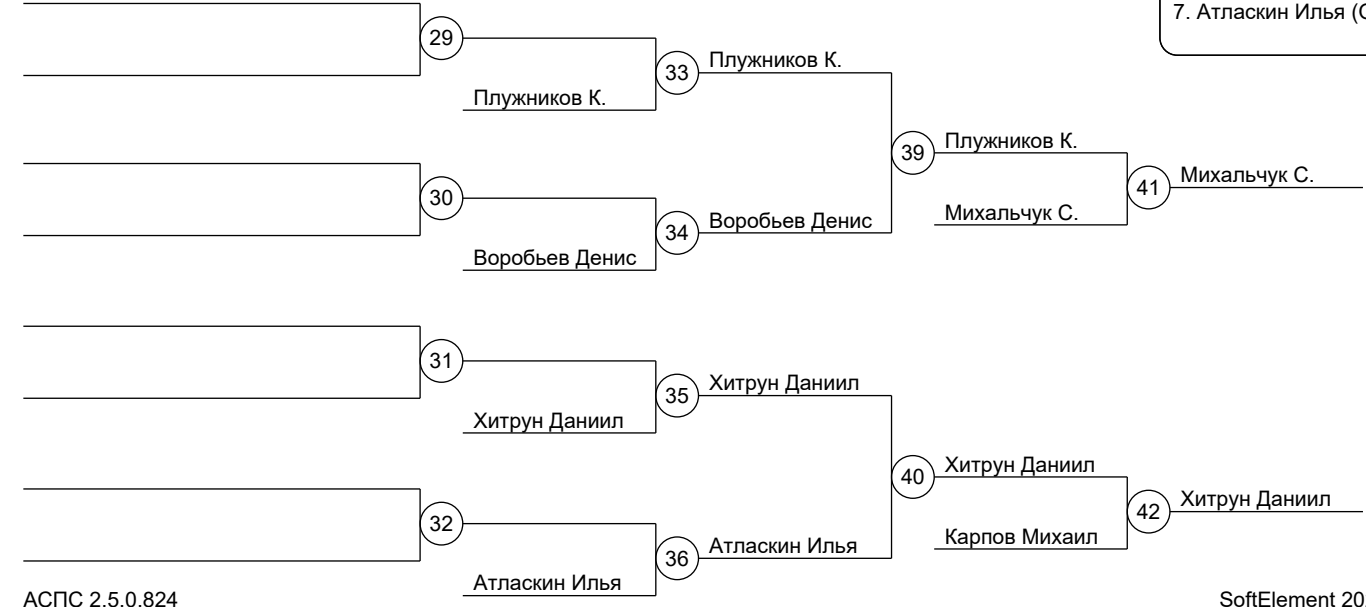 7. Атласкин Илья (С
29
Плужников К.
33
Плужников К.
39
Плужников К.
30
41
Михальчук С.
Михальчук С.
34
Воробьев Денис
Воробьев Денис
31
35
Хитрун Даниил
Хитрун Даниил
40
Хитрун Даниил
32
42
Хитрун Даниил
Карпов Михаил
36
Атласкин Илья
Атласкин Илья
АСПС 2.5.0.824
SoftElement 20